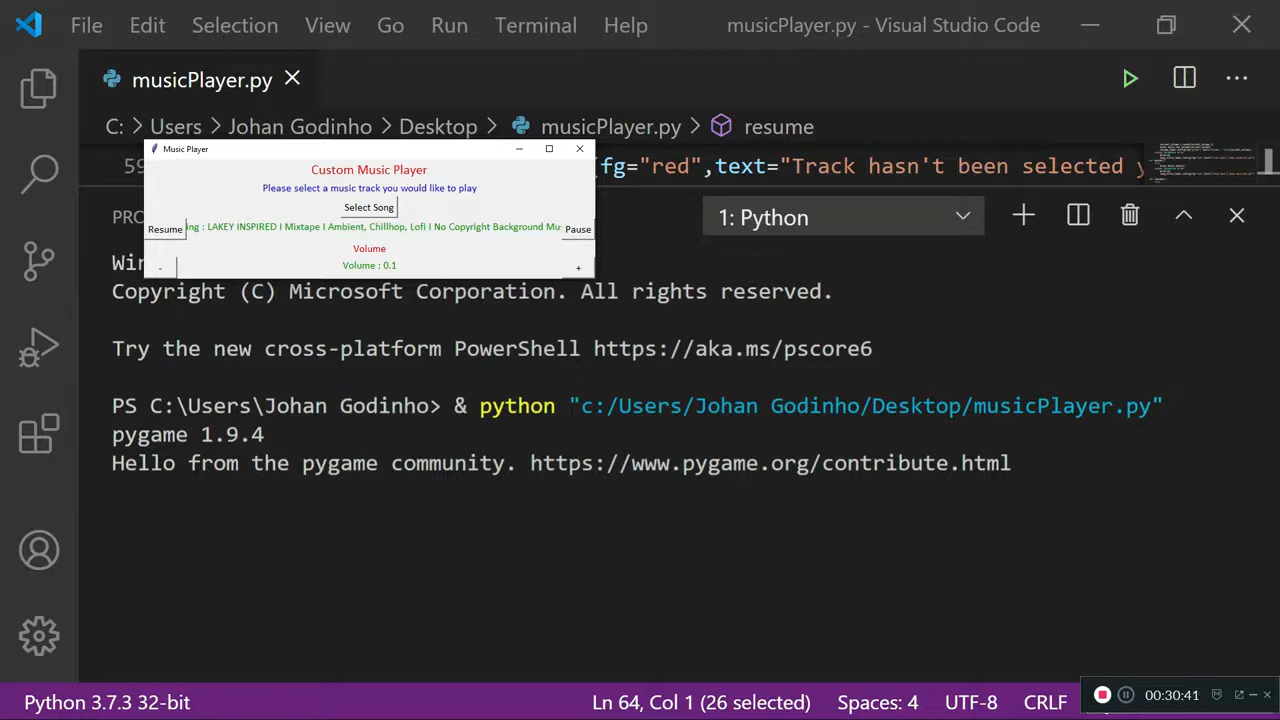 File Edit Selection View Go Run Terminal Help musicPlayer.py - Visual Studio Code
musicPlayer.py
C: > Users > Johan Godinho > Desktop > musicPlayer.py > resume
Music Player
(fg="red",text="Track hasn't been selected y
Custom Music Player
Please select a music track you would like to play
Select Song
Resume
ing : LAKEY INSPIRED I Mixtape I Ambient, Chillhop, Lofi I No Copyright Background Mu
Pause
Volume
-
Volume : 0.1
+
PRO
1: Python
Win
Copyright (C) Microsoft Corporation. All rights reserved.
Try the new cross-platform PowerShell https://aka.ms/pscore6
PS C:\Users\Johan Godinho> & python "c:/Users/Johan Godinho/Desktop/musicPlayer.py"
pygame 1.9.4
Hello from the pygame community. https://www.pygame.org/contribute.html
Python 3.7.3 32-bit
Ln 64, Col 1 (26 selected)
Spaces: 4
UTF-8
CRLF
00:30:41